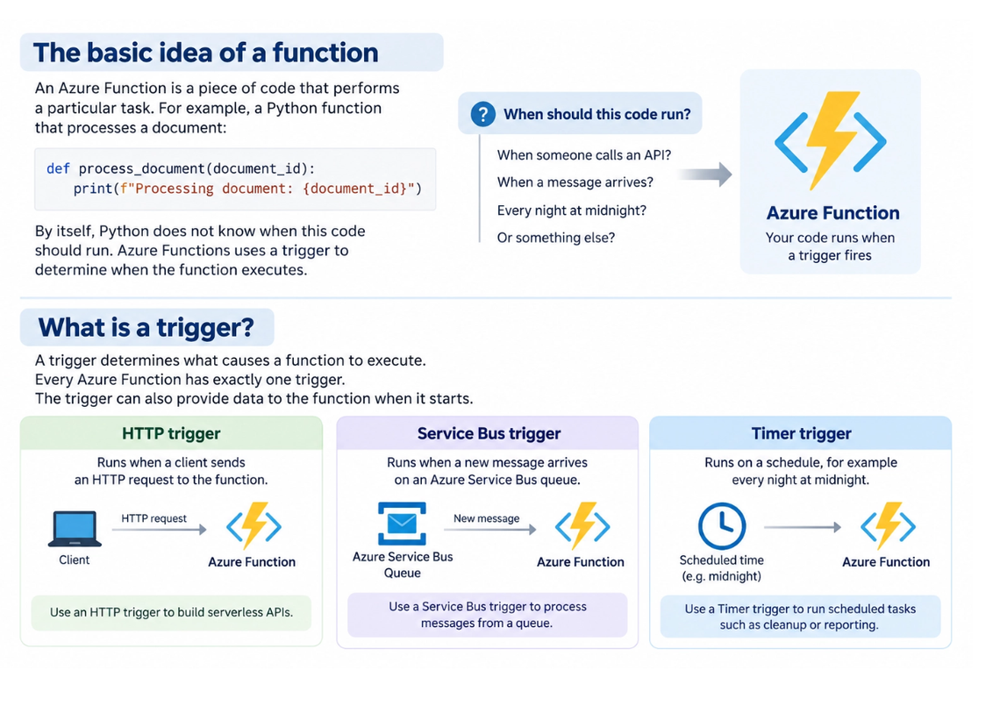 The basic idea of a function
An Azure Function is a piece of code that performs
a particular task. For example, a Python function
that processes a document:
def process_document(document_id):
    print(f"Processing document: {document_id}")
By itself, Python does not know when this code
should run. Azure Functions uses a trigger to
determine when the function executes.
?
When should this code run?
When someone calls an API?
When a message arrives?
Every night at midnight?
Or something else?
Azure Function
Your code runs when
a trigger fires
What is a trigger?
A trigger determines what causes a function to execute.
Every Azure Function has exactly one trigger.
The trigger can also provide data to the function when it starts.
HTTP trigger
Runs when a client sends
an HTTP request to the function.
HTTP request
Client
Azure Function
Use an HTTP trigger to build serverless APIs.
Service Bus trigger
Runs when a new message arrives
on an Azure Service Bus queue.
New message
Azure Service Bus
Queue
Azure Function
Use a Service Bus trigger to process
messages from a queue.
Timer trigger
Runs on a schedule, for example
every night at midnight.
Scheduled time
(e.g. midnight)
Azure Function
Use a Timer trigger to run scheduled tasks
such as cleanup or reporting.